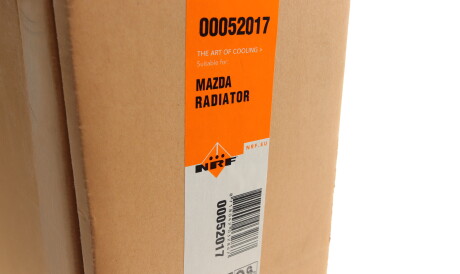 00052017
THE ART OF COOLING
Suitable for
MAZDA
RADIATOR
NRF.EU
NRF
00052017